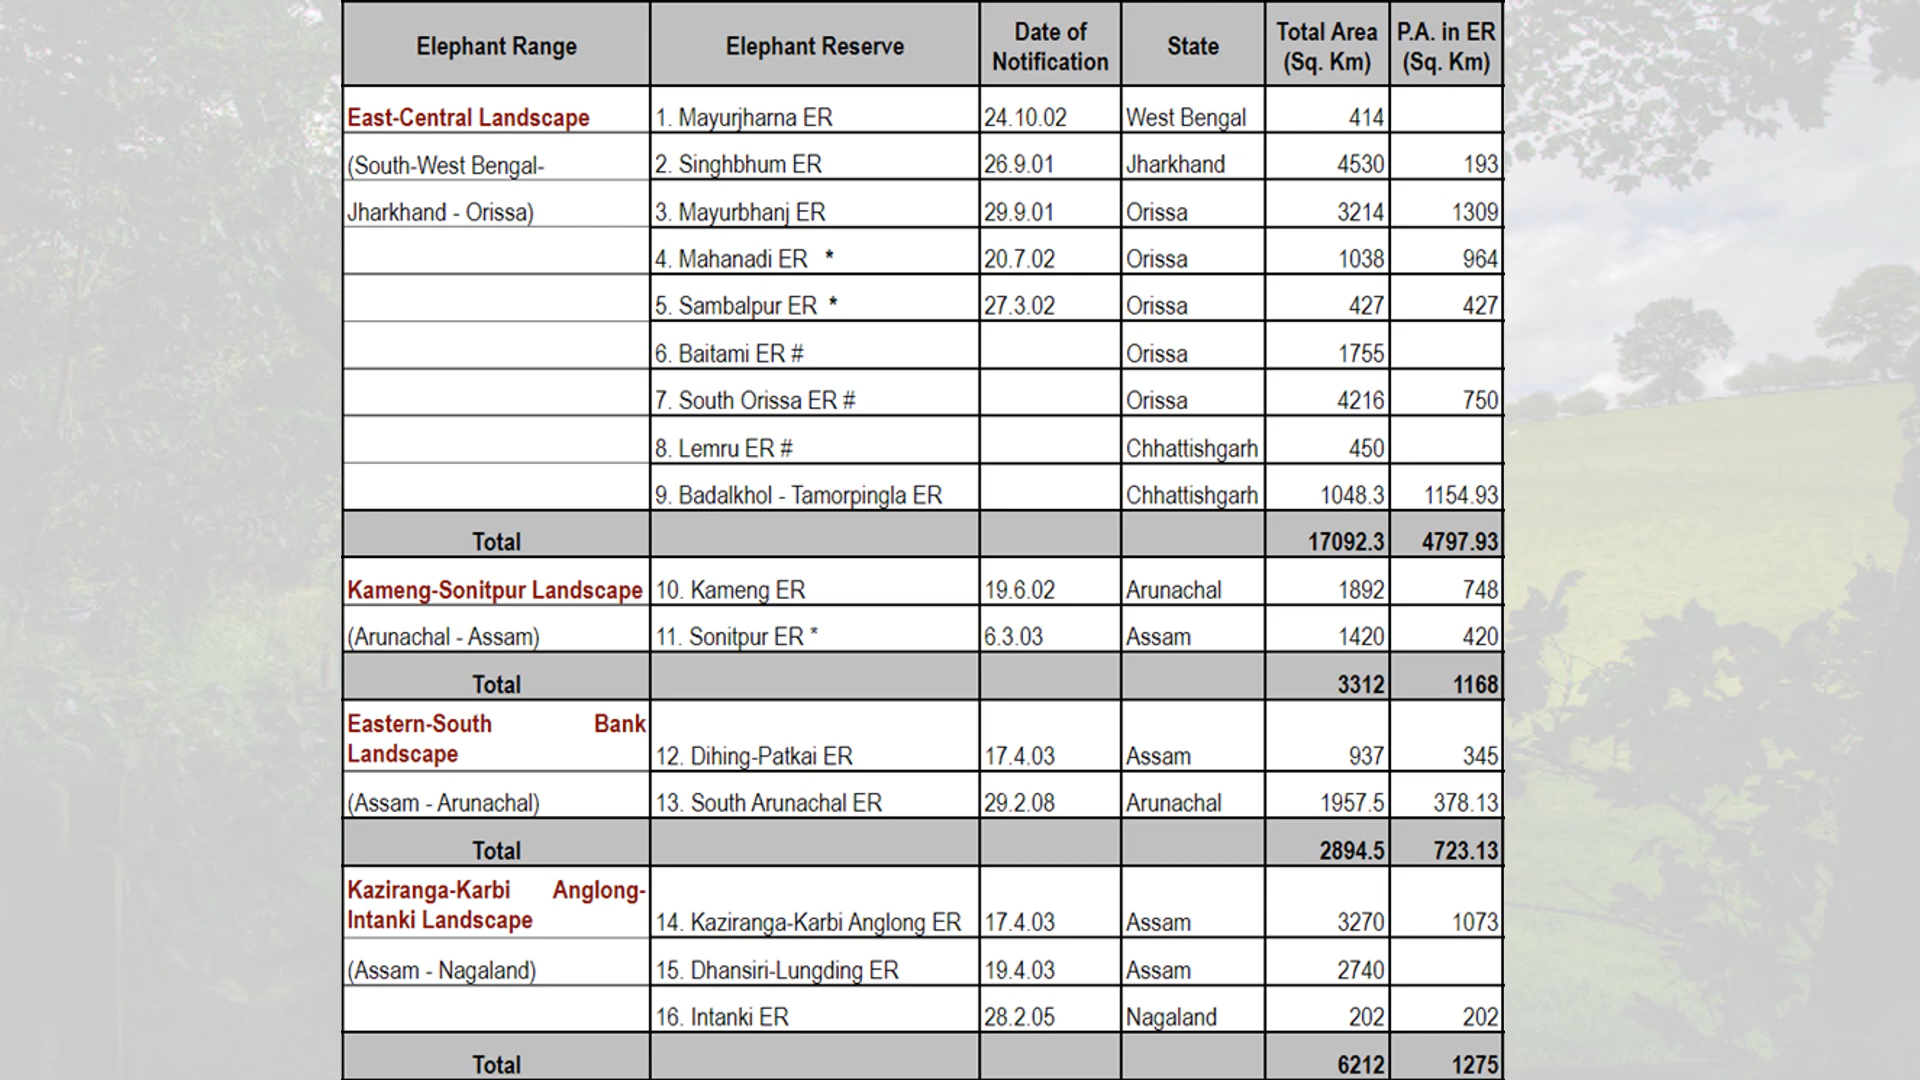 Elephant Range Elephant Reserve Date of Notification State Total Area (Sq. Km) P.A. in ER (Sq. Km)
East-Central Landscape 1. Mayurjharna ER 24.10.02 West Bengal 414
(South-West Bengal- 2. Singhbhum ER 26.9.01 Jharkhand 4530 193
Jharkhand - Orissa) 3. Mayurbhanj ER 29.9.01 Orissa 3214 1309
4. Mahanadi ER * 20.7.02 Orissa 1038 964
5. Sambalpur ER * 27.3.02 Orissa 427 427
6. Baitami ER # Orissa 1755
7. South Orissa ER # Orissa 4216 750
8. Lemru ER # Chhattishgarh 450
9. Badalkhol - Tamorpingla ER Chhattishgarh 1048.3 1154.93
Total 17092.3 4797.93
Kameng-Sonitpur Landscape 10. Kameng ER 19.6.02 Arunachal 1892 748
(Arunachal - Assam) 11. Sonitpur ER * 6.3.03 Assam 1420 420
Total 3312 1168
Eastern-South Bank Landscape 12. Dihing-Patkai ER 17.4.03 Assam 937 345
(Assam - Arunachal) 13. South Arunachal ER 29.2.08 Arunachal 1957.5 378.13
Total 2894.5 723.13
Kaziranga-Karbi Anglong-Intanki Landscape 14. Kaziranga-Karbi Anglong ER 17.4.03 Assam 3270 1073
(Assam - Nagaland) 15. Dhansiri-Lungding ER 19.4.03 Assam 2740
16. Intanki ER 28.2.05 Nagaland 202 202
Total 6212 1275